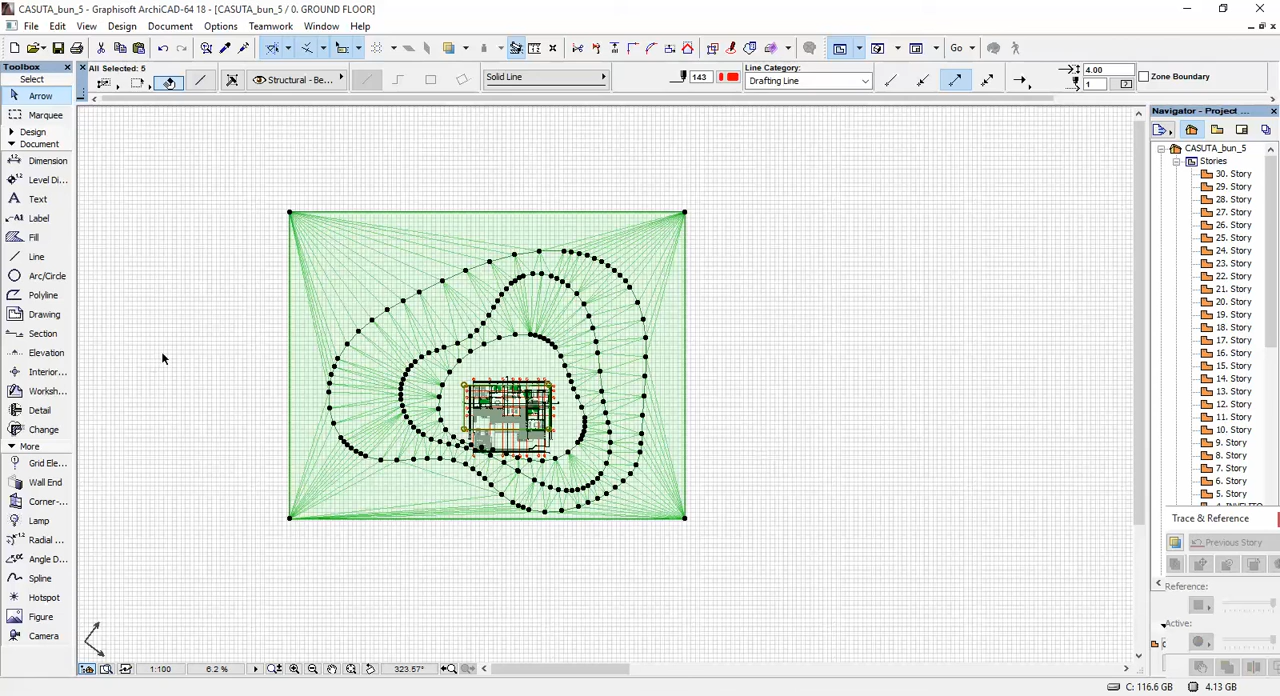 CASUTA_bun_5 - Graphisoft ArchiCAD-64 18 - [CASUTA_bun_5 / 0. GROUND FLOOR]
File Edit View Design Document Options Teamwork Window Help
Go
Toolbox
All Selected: 5
Line Category:
Select
Structural - Be...
Solid Line
143
Drafting Line
4.00
1
Zone Boundary
Arrow
Marquee
Design
Document
Dimension
Level Di...
Text
Label
Fill
Line
Arc/Circle
Polyline
Drawing
Section
Elevation
Interior...
Worksh...
Detail
Change
More
Grid Ele...
Wall End
Corner-...
Lamp
Radial ...
Angle D...
Spline
Hotspot
Figure
Camera
Navigator - Project ...
CASUTA_bun_5
Stories
30. Story
29. Story
28. Story
27. Story
26. Story
25. Story
24. Story
23. Story
22. Story
21. Story
20. Story
19. Story
18. Story
17. Story
16. Story
15. Story
14. Story
13. Story
12. Story
11. Story
10. Story
9. Story
8. Story
7. Story
6. Story
5. Story
Trace & Reference
Previous Story
Reference:
Active:
1:100
6.2 %
323.57°
C: 116.6 GB
4.13 GB